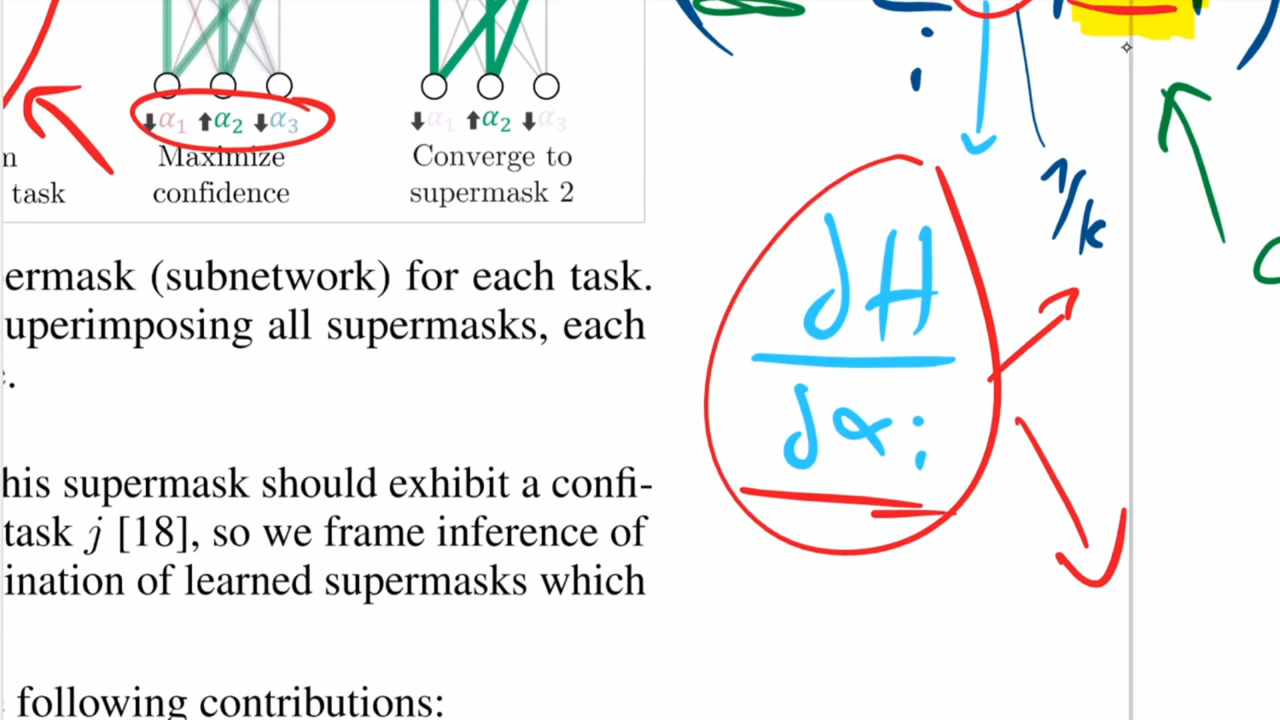 α1 α2 α3
α1 α2 α3
n
task
Maximize
confidence
Converge to
supermask 2
1/k
dH
dαi
ermask (subnetwork) for each task.
uperimposing all supermasks, each
.
his supermask should exhibit a confi-
task j [18], so we frame inference of
ination of learned supermasks which
following contributions: